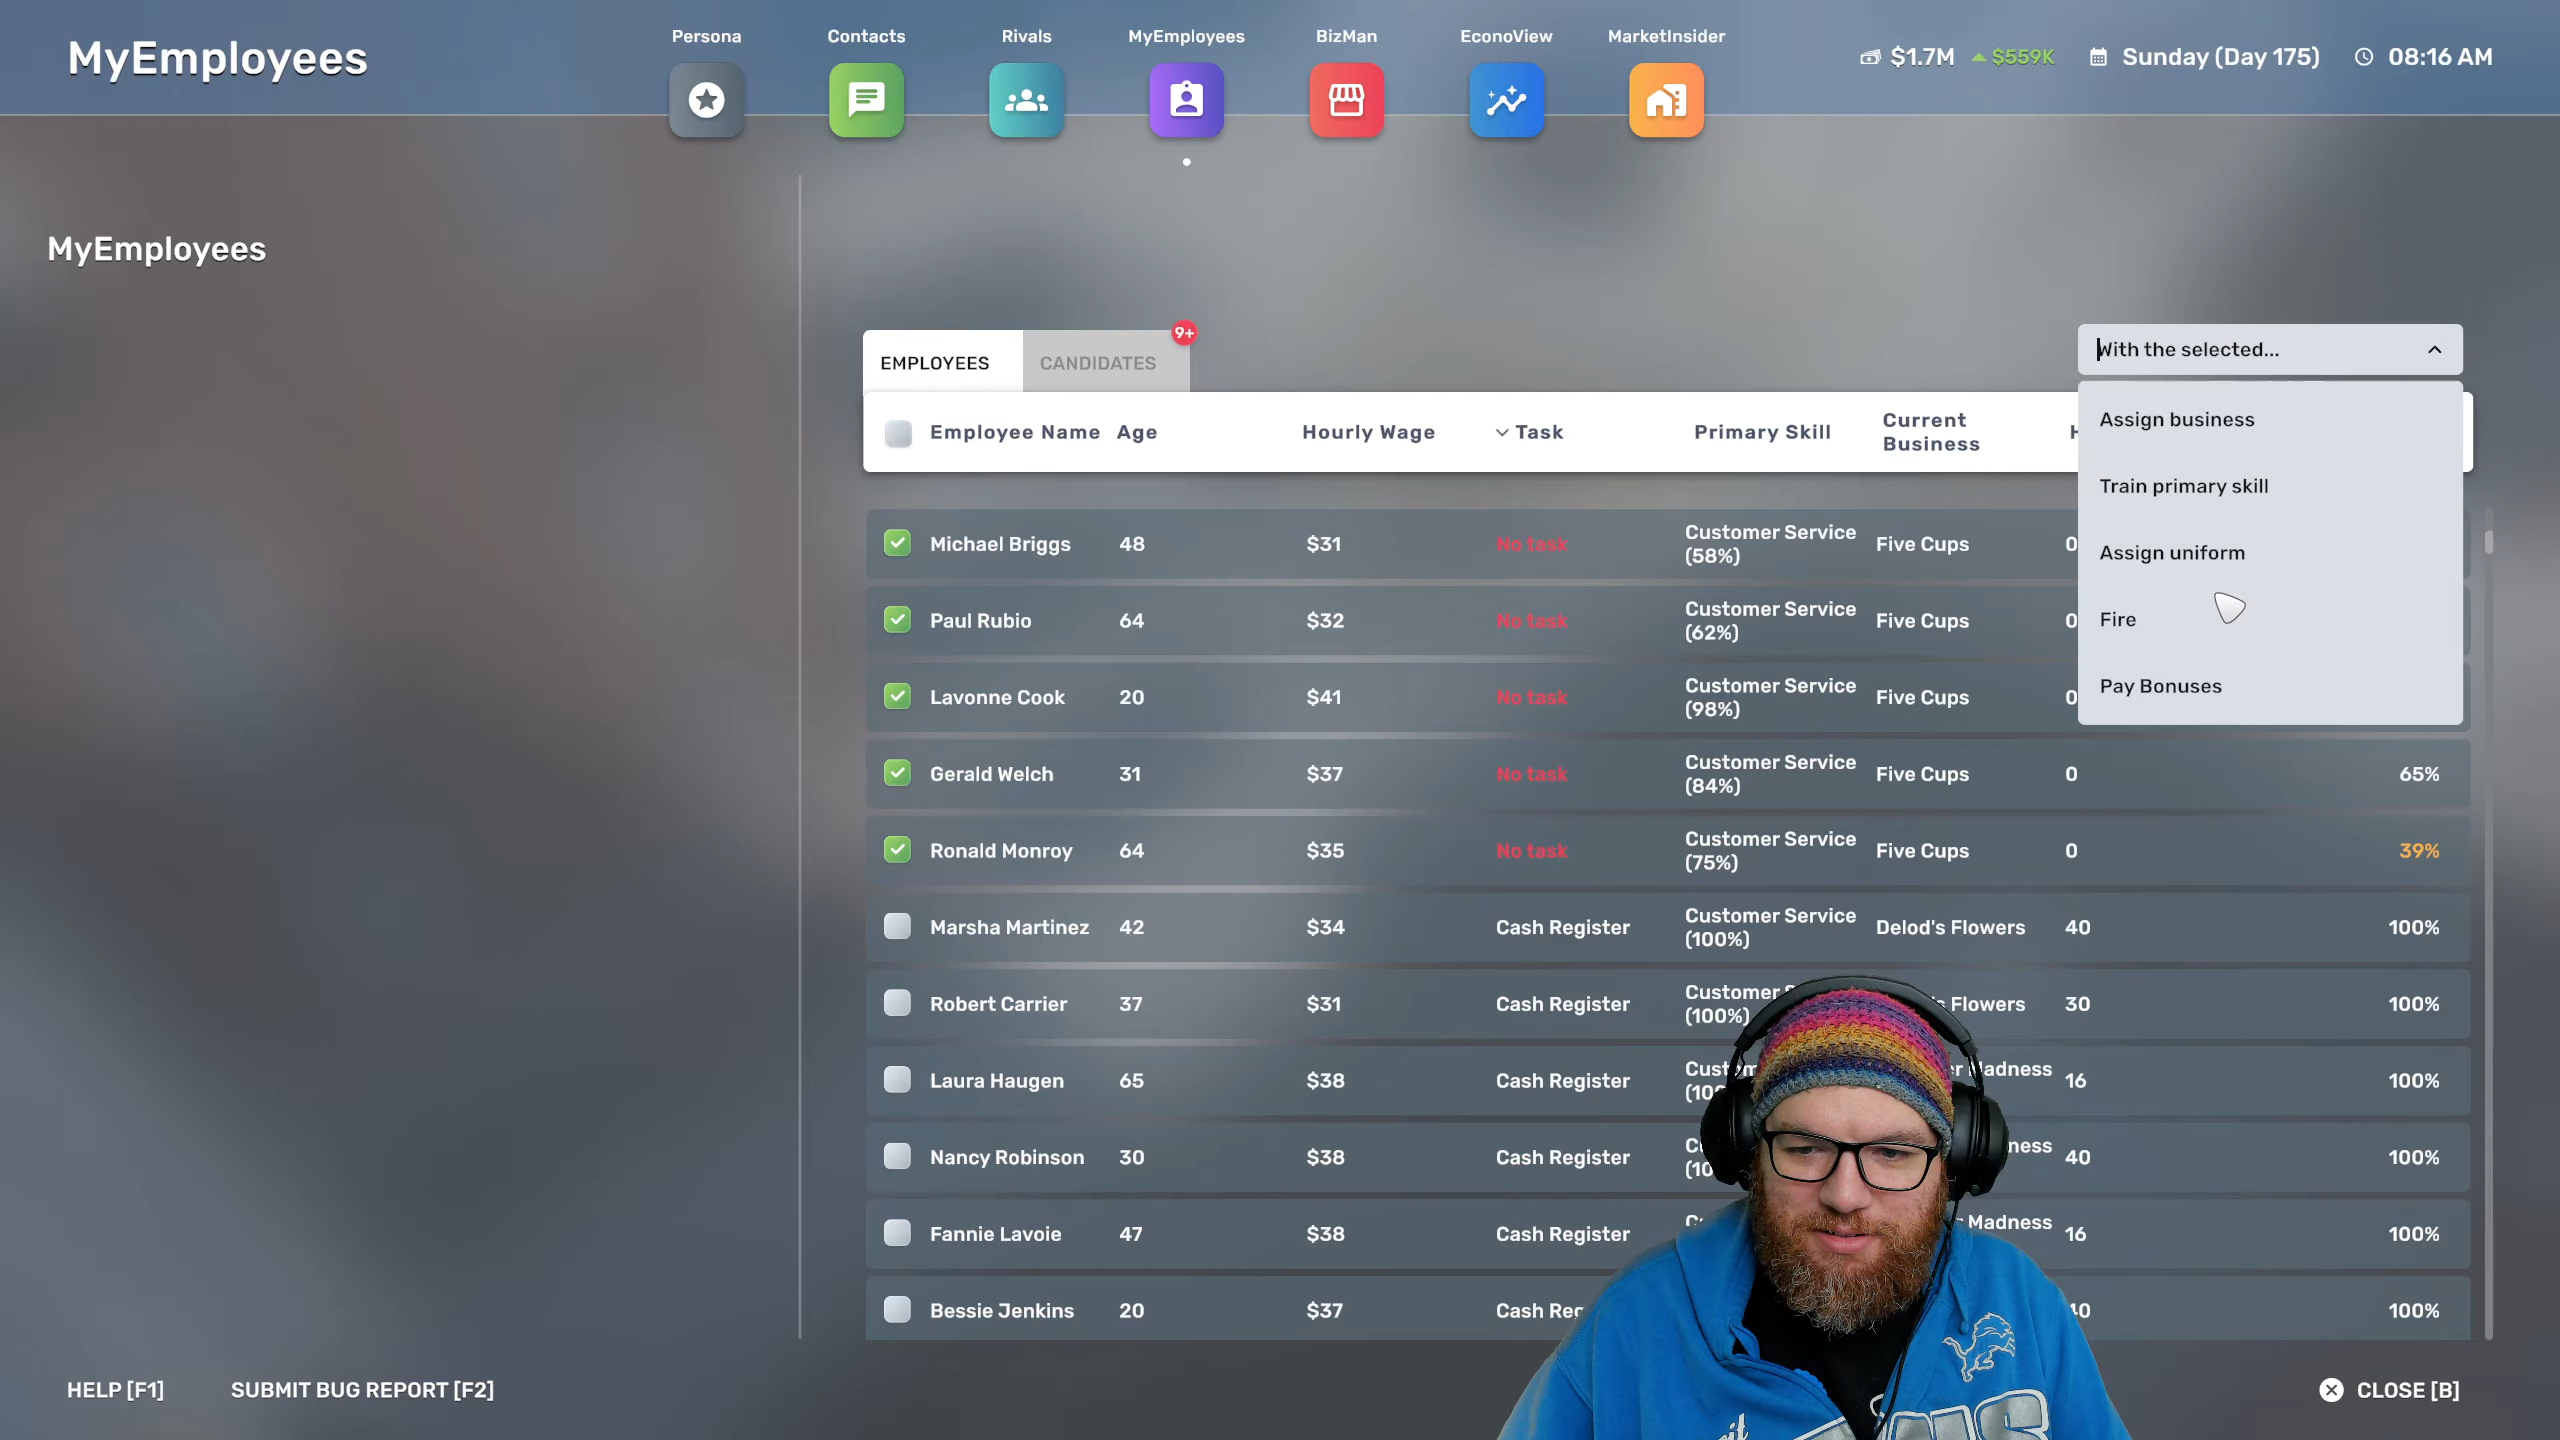 MyEmployees
Persona
Contacts
Rivals
MyEmployees
BizMan
EconoView
MarketInsider
$1.7M
$559K
Sunday (Day 175)
08:16 AM
MyEmployees
EMPLOYEES
CANDIDATES
9+
With the selected...
Assign business
Train primary skill
Assign uniform
Fire
Pay Bonuses
Employee Name
Age
Hourly Wage
Task
Primary Skill
Current
Business
Michael Briggs 48 $31 No task Customer Service Five Cups 0
(58%)
Paul Rubio 64 $32 No task Customer Service Five Cups 0
(62%)
Lavonne Cook 20 $41 No task Customer Service Five Cups 0
(98%)
Gerald Welch 31 $37 No task Customer Service Five Cups 0 65%
(84%)
Ronald Monroy 64 $35 No task Customer Service Five Cups 0 39%
(75%)
Marsha Martinez 42 $34 Cash Register Customer Service Delod's Flowers 40 100%
(100%)
Robert Carrier 37 $31 Cash Register Customer Flowers 30 100%
(100%)
Laura Haugen 65 $38 Cash Register Madness 16 100%
Nancy Robinson 30 $38 Cash Register 40 100%
Fannie Lavoie 47 $38 Cash Register Madness 16 100%
Bessie Jenkins 20 $37 Cash 100%
HELP [F1]
SUBMIT BUG REPORT [F2]
CLOSE [B]